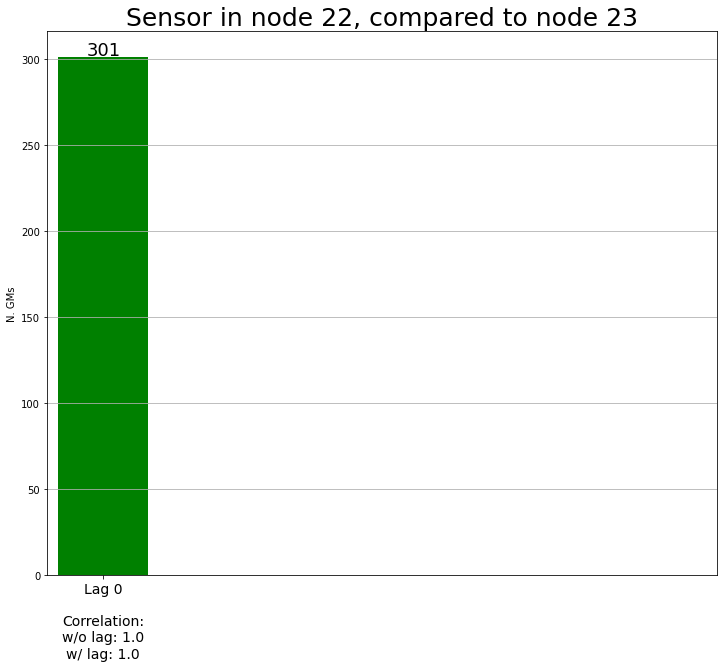 Sensor in node 22, compared to node 23
301
300
250
200
150
100
50
0
N. GMs
Lag 0
Correlation:
w/o lag: 1.0
w/ lag: 1.0